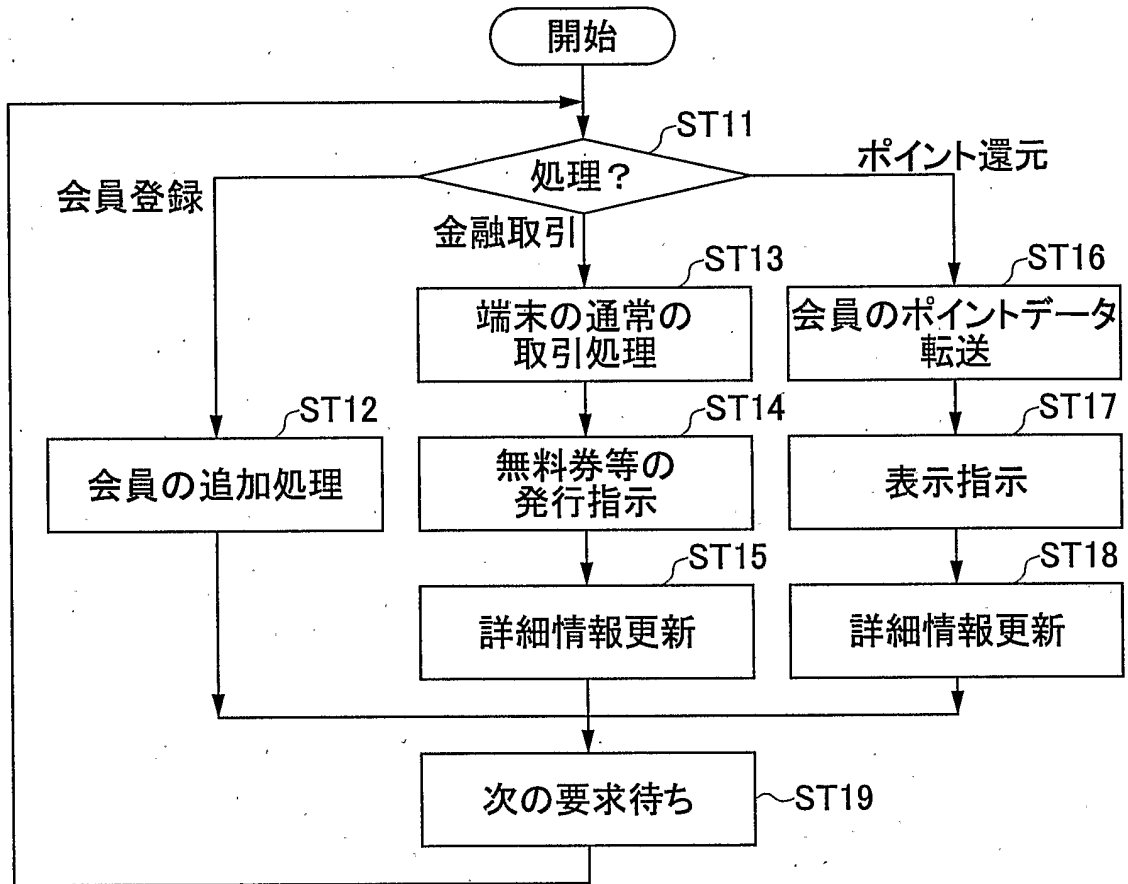 開始
ST11
処理?
会員登録
金融取引
ポイント還元
ST13
端末の通常の
取引処理
ST16
会員のポイントデータ
転送
ST12
会員の追加処理
ST14
無料券等の
発行指示
ST17
表示指示
ST15
詳細情報更新
ST18
詳細情報更新
次の要求待ち
ST19